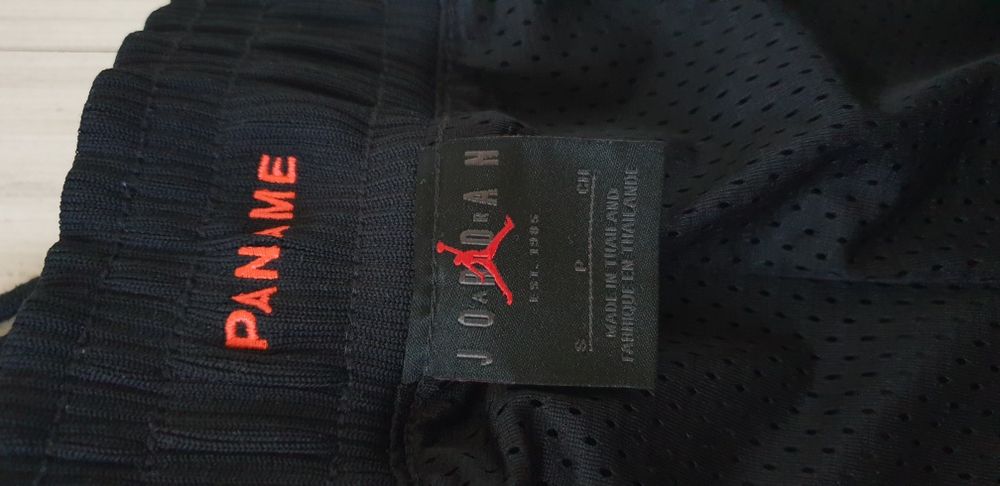 PANAME
JORDAN
EST. 1985
S P CH
MADE IN THAILAND
FABRIQUE EN THAILANDE